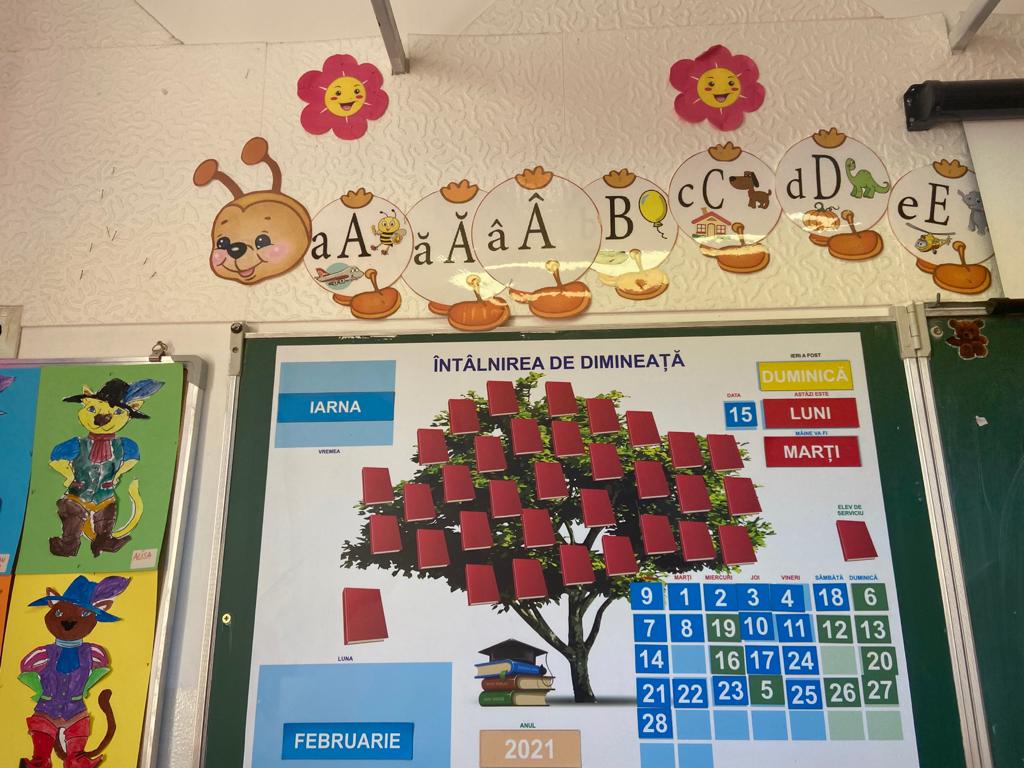 aA
ăĂ
âÂ
B
cC
dD
eE
ÎNTÂLNIREA DE DIMINEAȚĂ
IARNA
VREMEA
IERI A FOST
DUMINICĂ
ASTĂZI ESTE
DATA
15
LUNI
MÂINE VA FI
MARȚI
ELEV DE
SERVICIU
ALISA
MARȚI MIERCURI JOI VINERI SÂMBĂTĂ DUMINICĂ
9 1 2 3 4 18 6
7 8 19 10 11 12 13
14 16 17 24 20
21 22 23 5 25 26 27
28
LUNA
FEBRUARIE
ANUL
2021